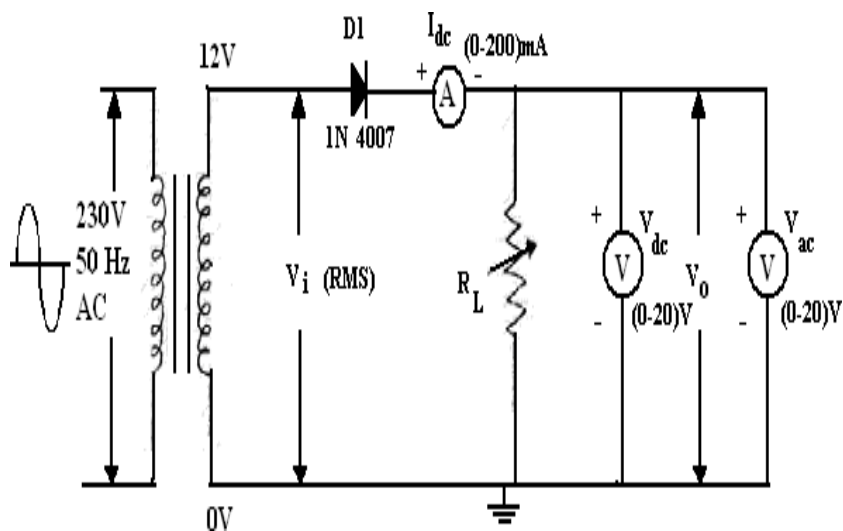 D1
I dc
(0-200)mA
12V
+ A -
1N 4007
230V
50 Hz
AC
V i (RMS)
R L
+ V -
V dc
(0-20)V
V o
+ V -
V ac
(0-20)V
0V